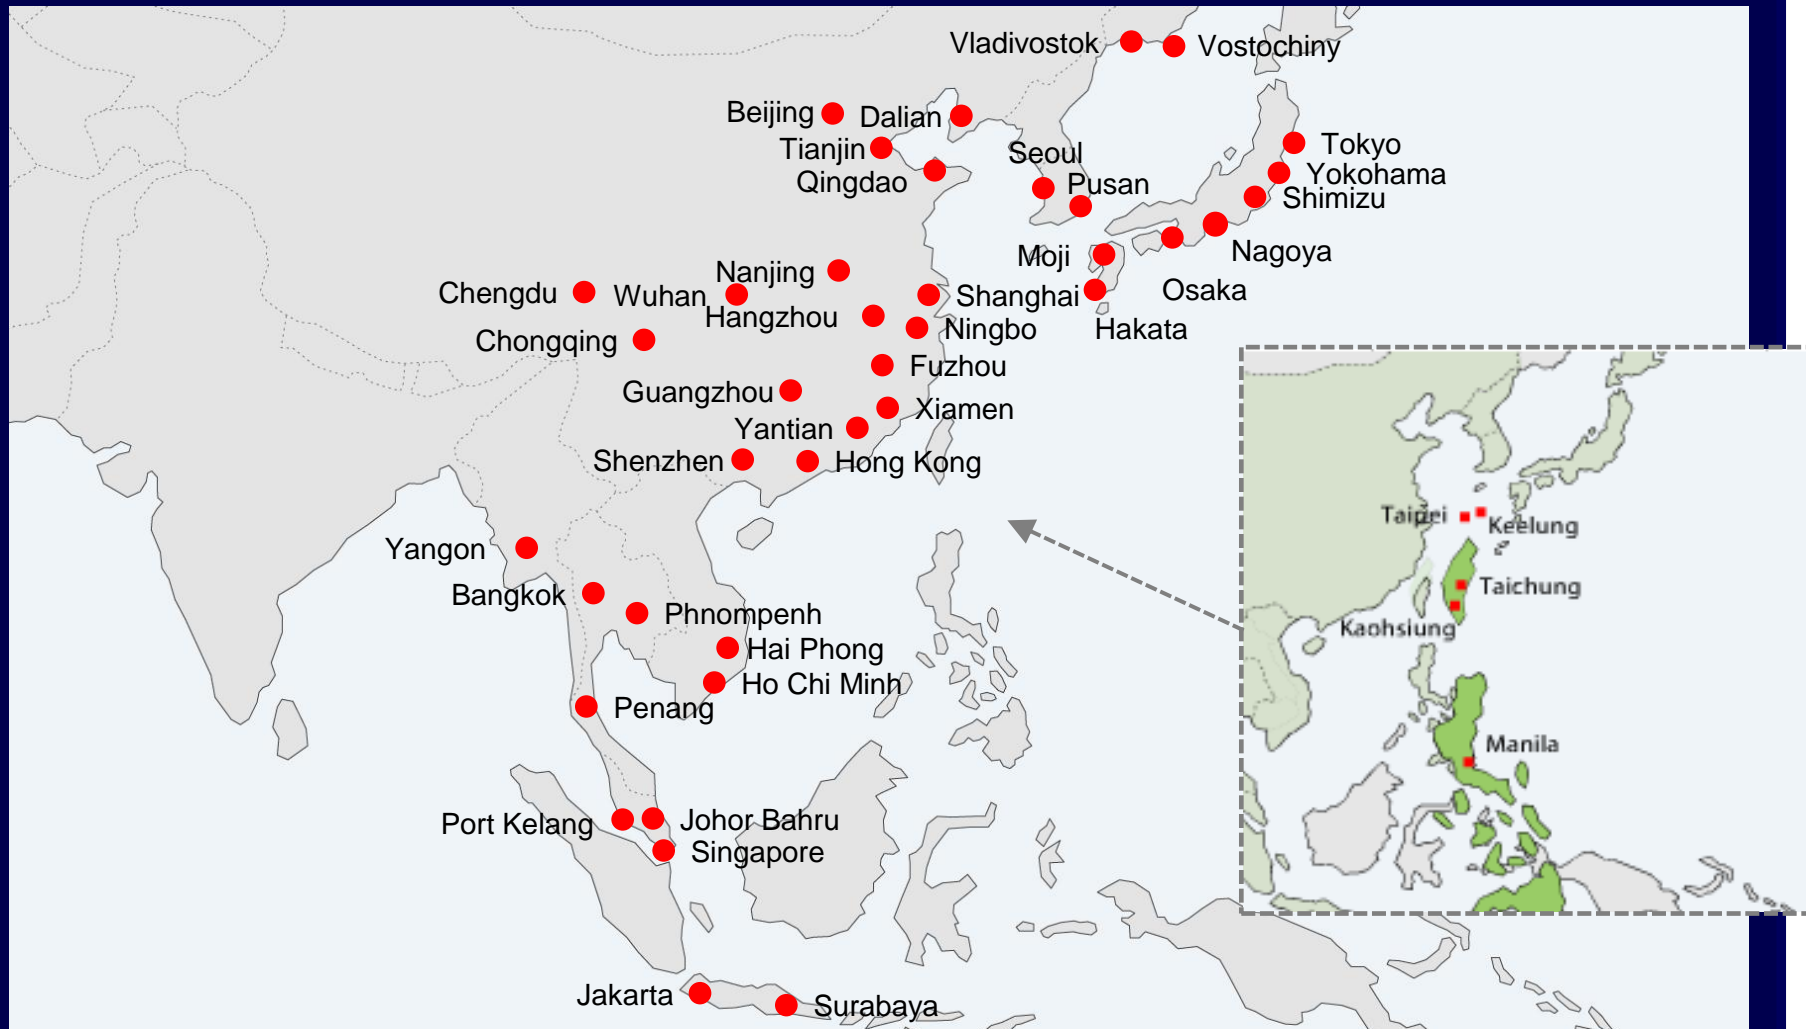 Vladivostok
Vostochiny
Beijing
Dalian
Tianjin
Qingdao
Seoul
Pusan
Tokyo
Yokohama
Shimizu
Nagoya
Moji
Osaka
Hakata
Nanjing
Chengdu
Wuhan
Shanghai
Hangzhou
Ningbo
Chongqing
Fuzhou
Guangzhou
Xiamen
Yantian
Shenzhen
Hong Kong
Yangon
Bangkok
Phnompenh
Hai Phong
Ho Chi Minh
Penang
Port Kelang
Johor Bahru
Singapore
Jakarta
Surabaya
Taipei
Keelung
Taichung
Kaohsiung
Manila